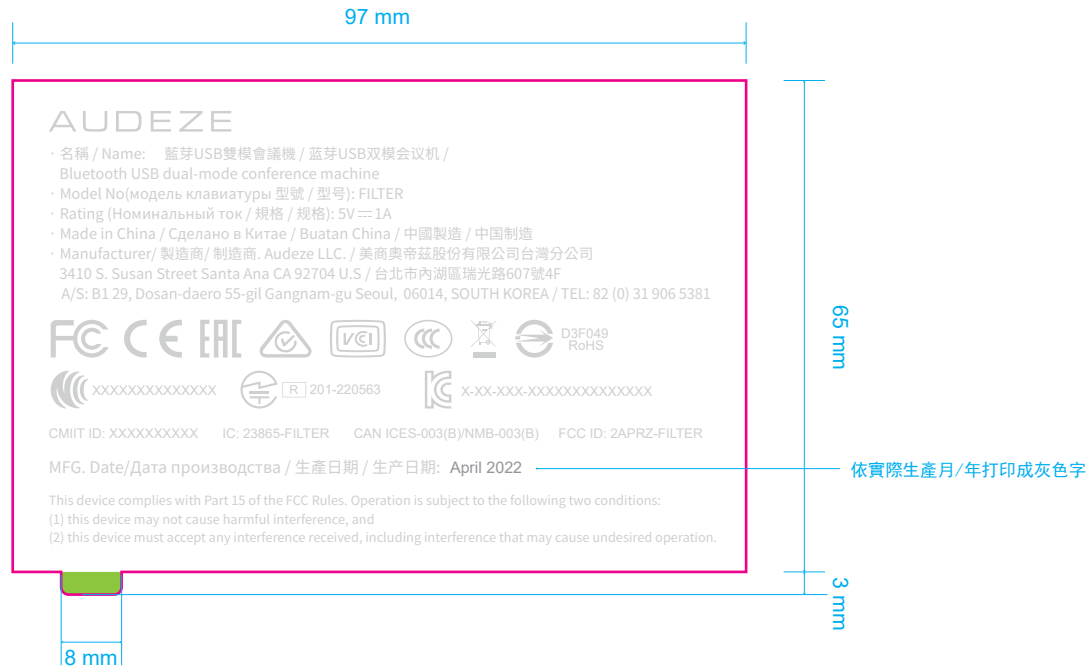 97 mm
AUDEZE
· 名稱 / Name: 藍芽USB雙模會議機 / 蓝芽USB双模会议机 /
Bluetooth USB dual-mode conference machine
· Model No(модель клавиатуры 型號 / 型号): FILTER
· Rating (Номинальный ток / 規格 / 规格): 5V ⎓ 1A
· Made in China / Сделано в Китае / Buatan China / 中國製造 / 中国制造
· Manufacturer/ 製造商/ 制造商. Audeze LLC. / 美商奧帝茲股份有限公司台灣分公司
3410 S. Susan Street Santa Ana CA 92704 U.S / 台北市內湖區瑞光路607號4F
A/S: B1 29, Dosan-daero 55-gil Gangnam-gu Seoul, 06014, SOUTH KOREA / TEL: 82 (0) 31 906 5381
65 mm
FC CE EAC VCI CCC D3F049
RoHS
XXXXXXXXXXXXXX R 201-220563 KC X-XX-XXX-XXXXXXXXXXXXXX
CMIIT ID: XXXXXXXXXX IC: 23865-FILTER CAN ICES-003(B)/NMB-003(B) FCC ID: 2APRZ-FILTER
MFG. Date/Дата производства / 生產日期 / 生产日期: April 2022
依實際生產月/年打印成灰色字
This device complies with Part 15 of the FCC Rules. Operation is subject to the following two conditions:
(1) this device may not cause harmful interference, and
(2) this device must accept any interference received, including interference that may cause undesired operation.
3 mm
8 mm